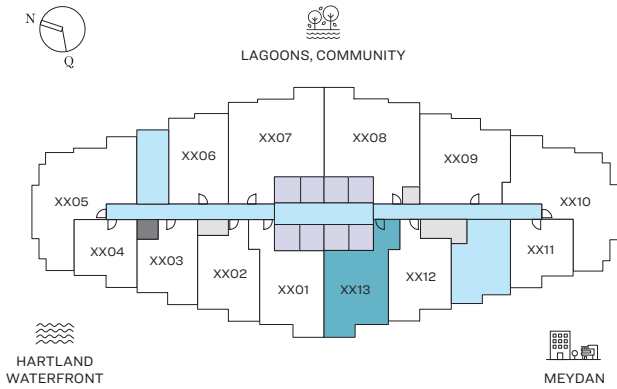 N
Q
LAGOONS, COMMUNITY
XX07
XX08
XX06
XX09
XX05
XX10
XX04
XX03
XX02
XX01
XX13
XX12
XX11
HARTLAND
WATERFRONT
MEYDAN